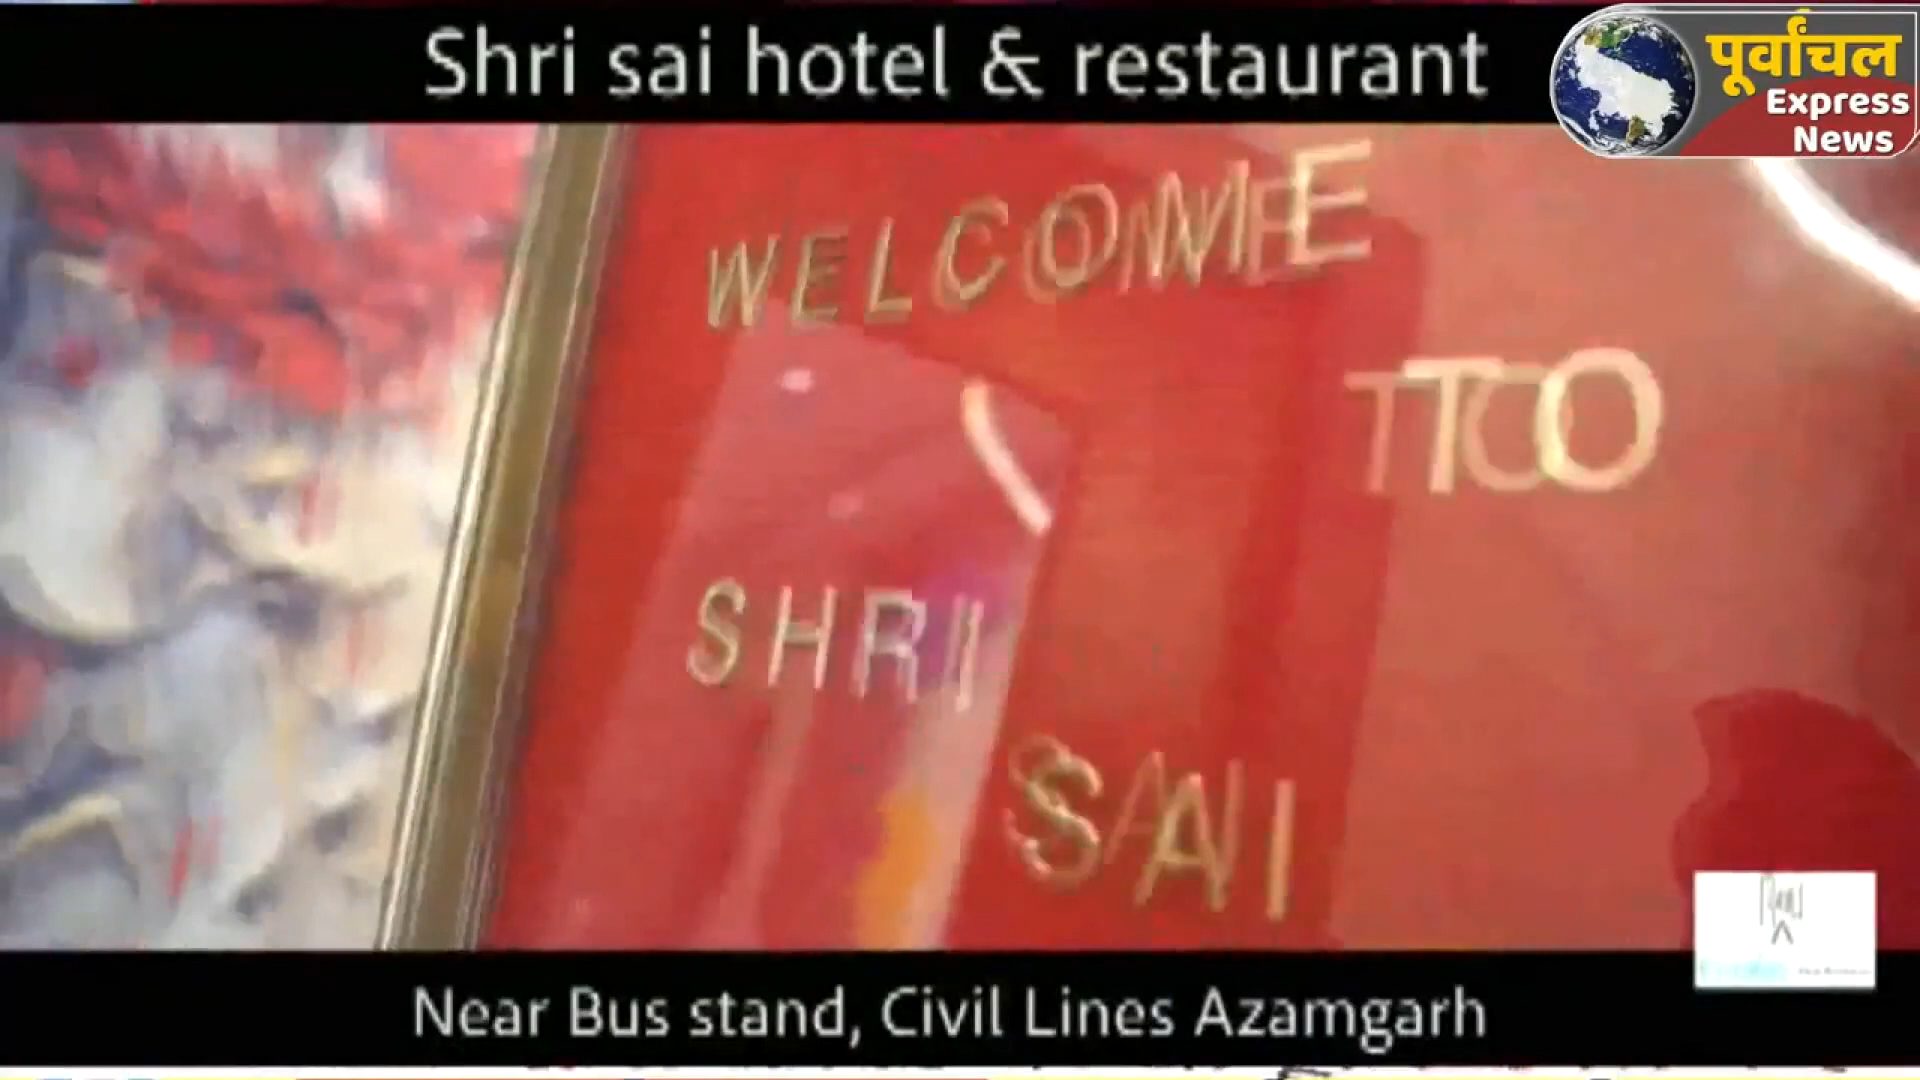 Shri sai hotel & restaurant
पूर्वांचल
Express
News
WELCOME
TO
SHRI
SAI
Near Bus stand, Civil Lines Azamgarh